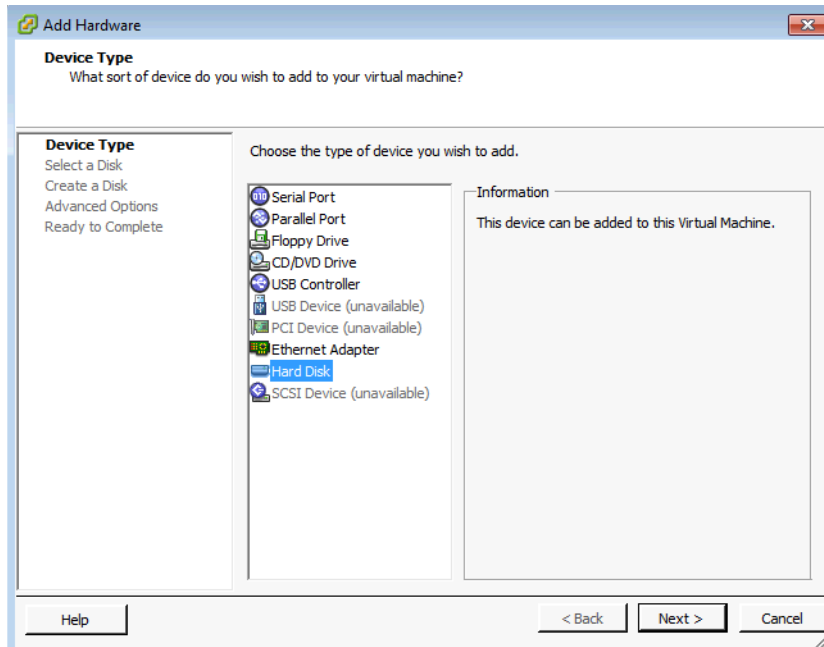 Add Hardware
Device Type
What sort of device do you wish to add to your virtual machine?
Device Type
Select a Disk
Create a Disk
Advanced Options
Ready to Complete
Choose the type of device you wish to add.
Serial Port
Parallel Port
Floppy Drive
CD/DVD Drive
USB Controller
USB Device (unavailable)
PCI Device (unavailable)
Ethernet Adapter
Hard Disk
SCSI Device (unavailable)
Information
This device can be added to this Virtual Machine.
Help
< Back
Next >
Cancel